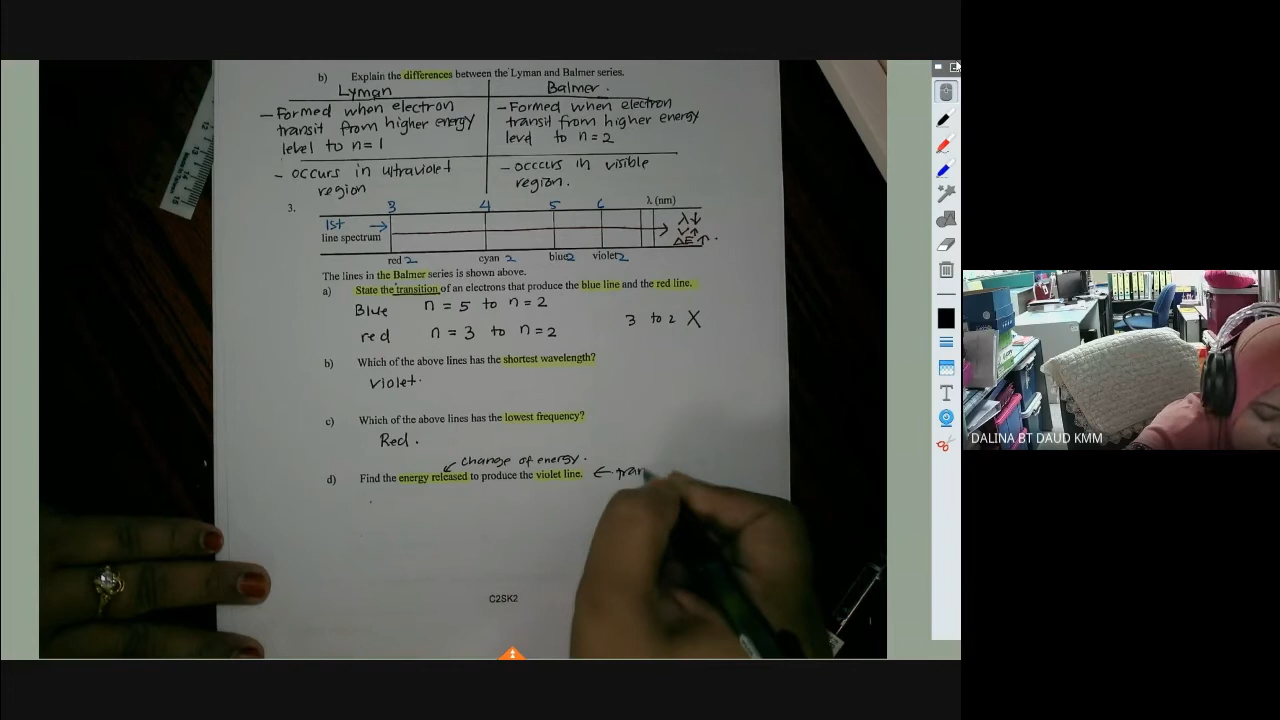 b) Explain the differences between the Lyman and Balmer series.
Lyman
- Formed when electron
transit from higher energy
level to n = 1
- occurs in ultraviolet
region
Balmer.
- Formed when electron
transit from higher energy
level to n = 2
- occcurs in visible
region.
3.
3 4 5 6 λ (nm)
1st
line spectrum
λ↓
ν↑
ΔE↑.
red 2 cyan 2 blue2 violet2
The lines in the Balmer series is shown above.
a) State the transition of an electrons that produce the blue line and the red line.
Blue n = 5 to n = 2
red n = 3 to n = 2
3 to 2 X
b) Which of the above lines has the shortest wavelength?
violet.
c) Which of the above lines has the lowest frequency?
Red.
change of energy.
d) Find the energy released to produce the violet line. ← tran
C2SK2
T
DALINA BT DAUD KMM